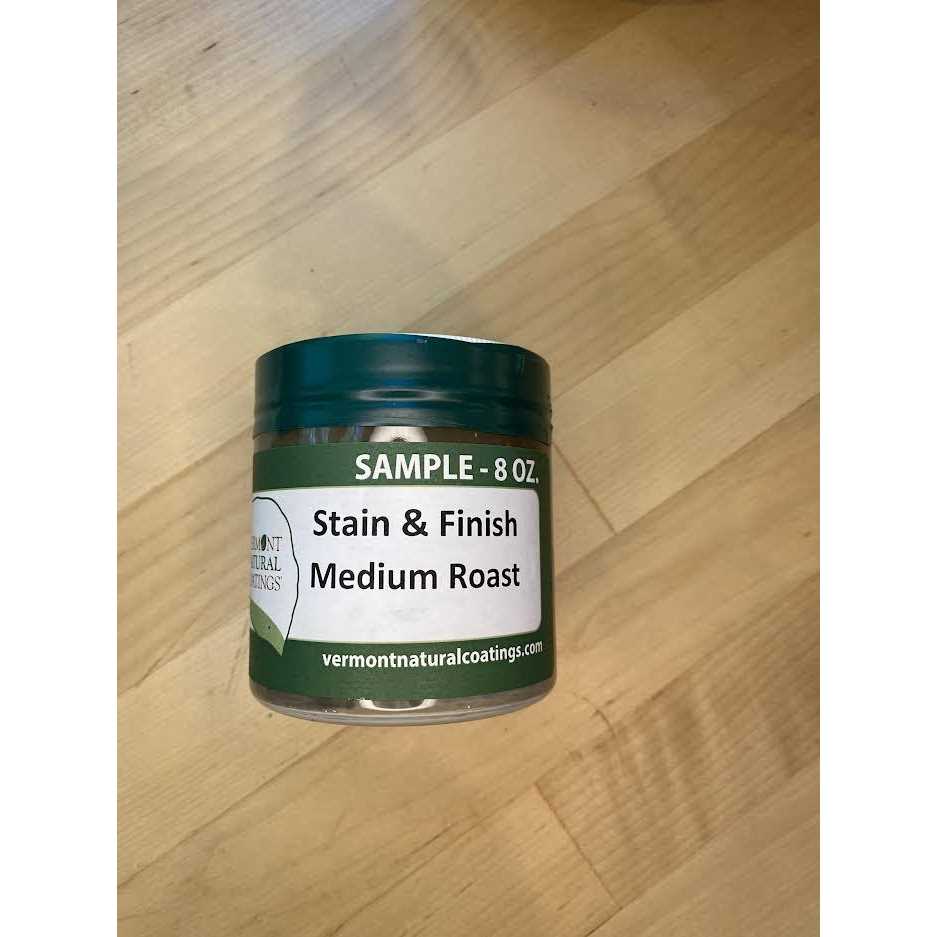 SAMPLE - 8 OZ.
Stain & Finish
Medium Roast
vermontnaturalcoatings.com